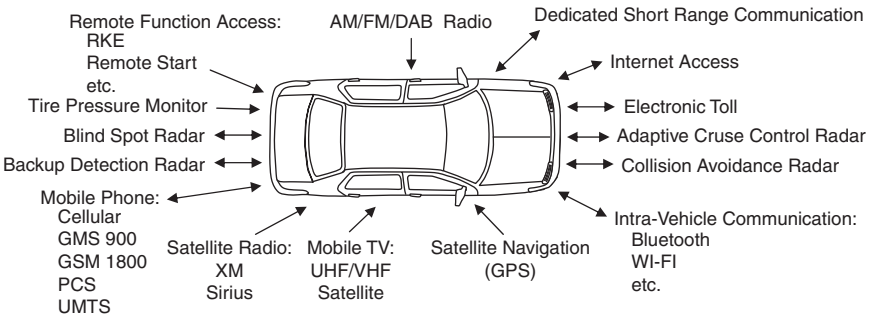 Remote Function Access:
RKE
Remote Start
etc.
AM/FM/DAB Radio
Dedicated Short Range Communication
Internet Access
Tire Pressure Monitor
Electronic Toll
Blind Spot Radar
Adaptive Cruse Control Radar
Backup Detection Radar
Collision Avoidance Radar
Mobile Phone:
Cellular
GMS 900
GSM 1800
PCS
UMTS
Satellite Radio:
XM
Sirius
Mobile TV:
UHF/VHF
Satellite
Satellite Navigation
(GPS)
Intra-Vehicle Communication:
Bluetooth
WI-FI
etc.